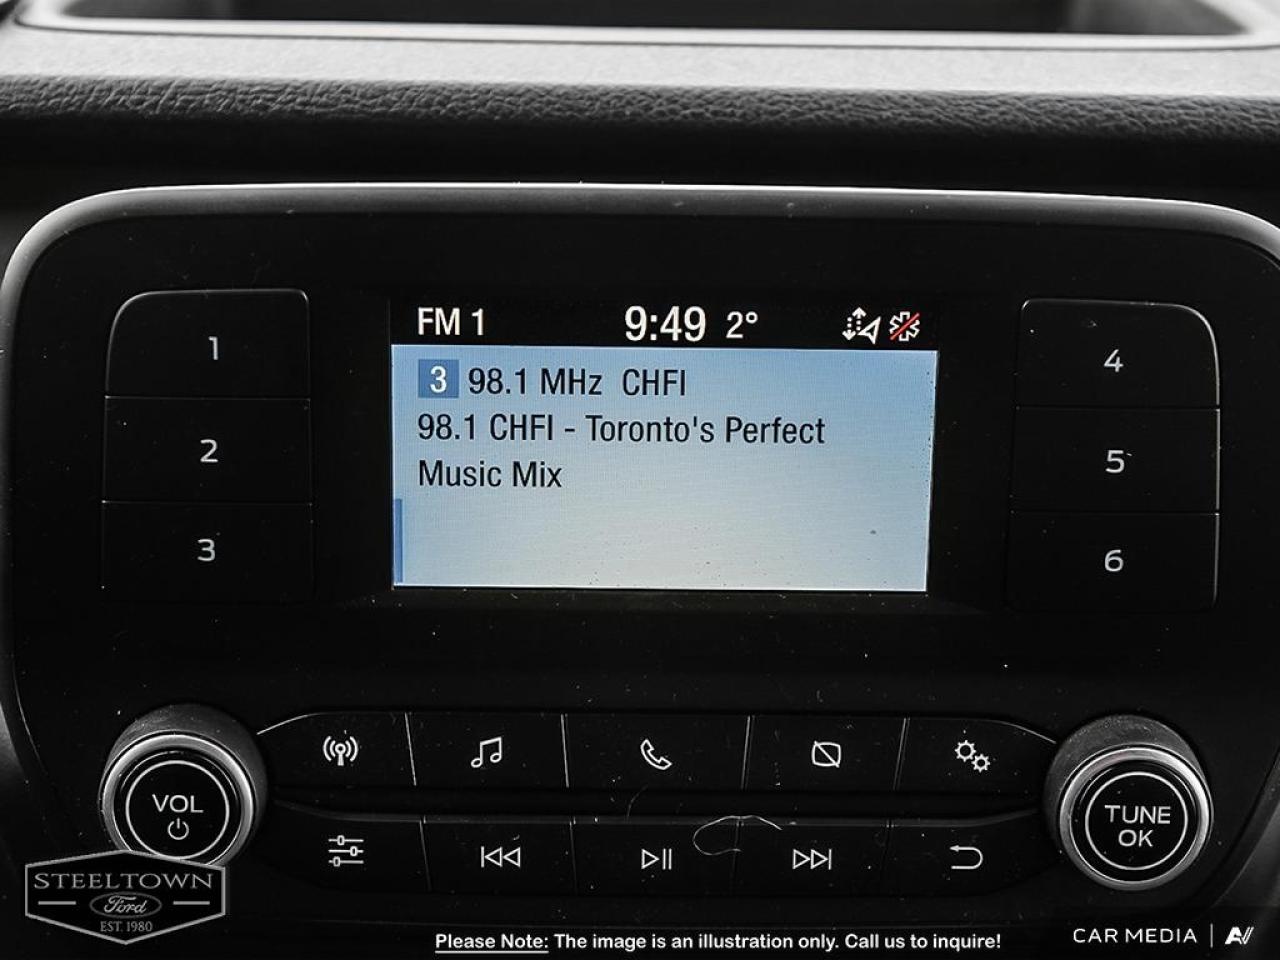 FM 1 9:49 2°
3 98.1 MHz CHFI
98.1 CHFI - Toronto's Perfect
Music Mix
1
2
3
4
5
6
VOL
TUNE
OK
STEELTOWN
Ford
EST. 1980
Please Note: The image is an illustration only. Call us to inquire!
CAR MEDIA